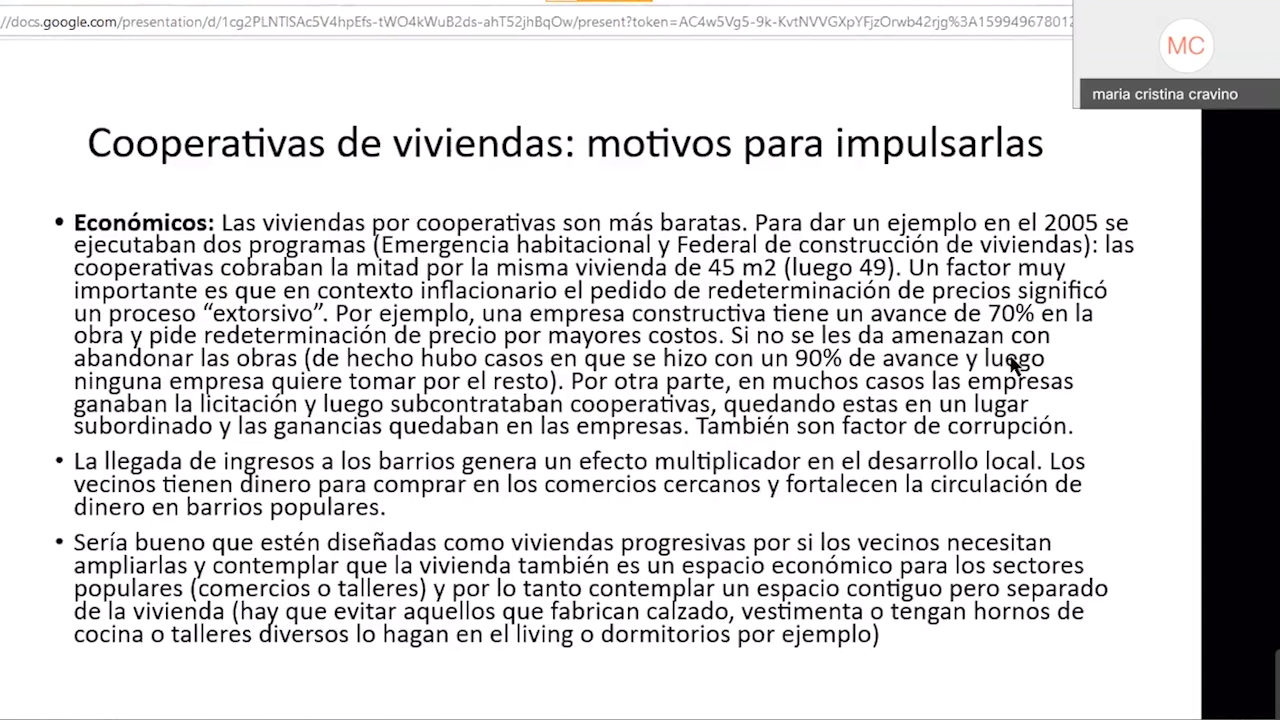 //docs.google.com/presentation/d/1cg2PLNTlSAc5V4hpEfs-tWO4kWuB2ds-ahT52jhBqOw/present?token=AC4w5Vg5-9k-KvtNVVGXpYFjzOrwb42rjg%3A159949678012
MC
maria cristina cravino
Cooperativas de viviendas: motivos para impulsarlas
• Económicos: Las viviendas por cooperativas son más baratas. Para dar un ejemplo en el 2005 se
ejecutaban dos programas (Emergencia habitacional y Federal de construcción de viviendas): las
cooperativas cobraban la mitad por la misma vivienda de 45 m2 (luego 49). Un factor muy
importante es que en contexto inflacionario el pedido de redeterminación de precios significó
un proceso “extorsivo”. Por ejemplo, una empresa constructiva tiene un avance de 70% en la
obra y pide redeterminación de precio por mayores costos. Si no se les da amenazan con
abandonar las obras (de hecho hubo casos en que se hizo con un 90% de avance y luego
ninguna empresa quiere tomar por el resto). Por otra parte, en muchos casos las empresas
ganaban la licitación y luego subcontrataban cooperativas, quedando estas en un lugar
subordinado y las ganancias quedaban en las empresas. También son factor de corrupción.
• La llegada de ingresos a los barrios genera un efecto multiplicador en el desarrollo local. Los
vecinos tienen dinero para comprar en los comercios cercanos y fortalecen la circulación de
dinero en barrios populares.
• Sería bueno que estén diseñadas como viviendas progresivas por si los vecinos necesitan
ampliarlas y contemplar que la vivienda también es un espacio económico para los sectores
populares (comercios o talleres) y por lo tanto contemplar un espacio contiguo pero separado
de la vivienda (hay que evitar aquellos que fabrican calzado, vestimenta o tengan hornos de
cocina o talleres diversos lo hagan en el living o dormitorios por ejemplo)